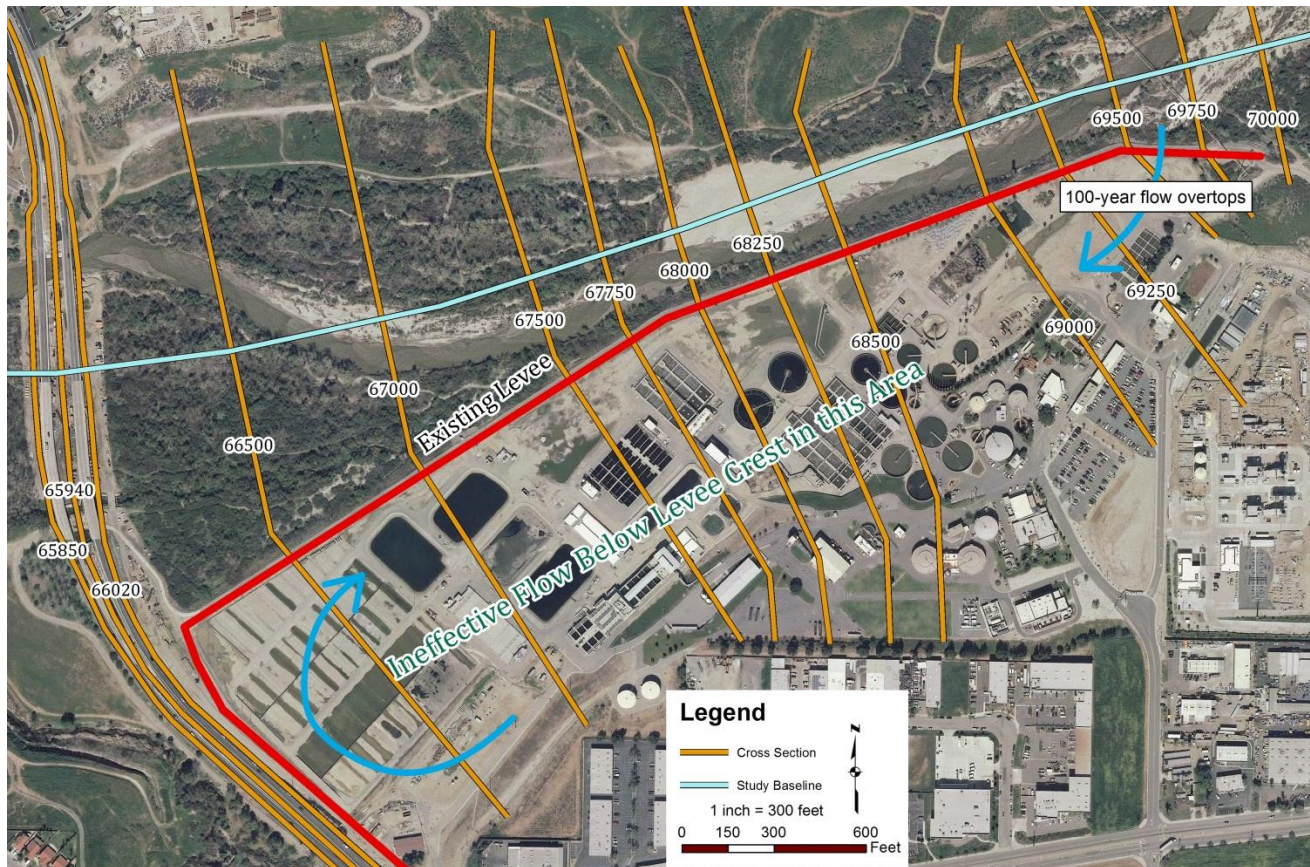 69500
69750
70000
100-year flow overtops
68250
68000
67750
67500
69250
69000
68500
67000
66500
Existing Levee
Ineffective Flow Below Levee Crest in this Area
65940
65850
66020
Legend
Cross Section
Study Baseline
1 inch = 300 feet
0 150 300 600
Feet
N